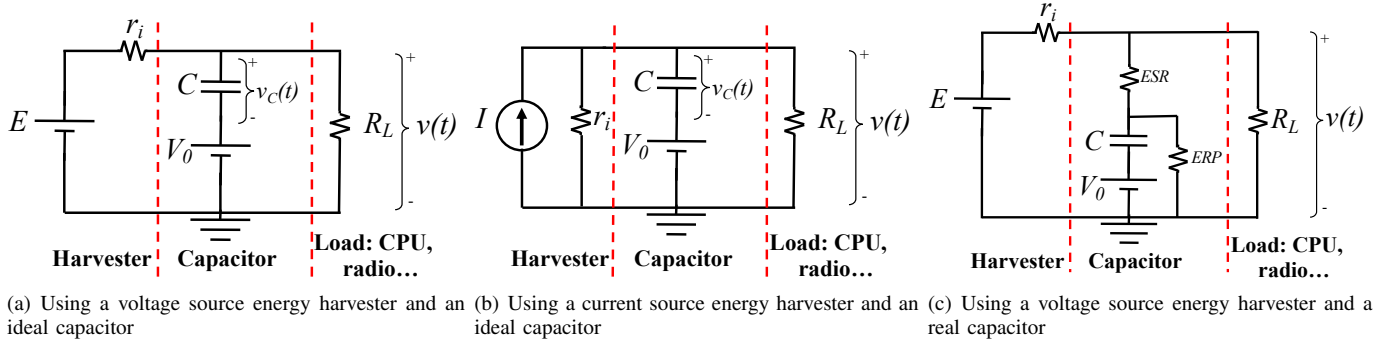 r_i
E
C
+
v_C(t)
-
V_0
R_L
+
v(t)
-
Harvester
Capacitor
Load: CPU,
radio…
(a) Using a voltage source energy harvester and an
ideal capacitor
I
r_i
C
+
v_C(t)
-
V_0
R_L
+
v(t)
-
Harvester
Capacitor
Load: CPU,
radio…
(b) Using a current source energy harvester and an
ideal capacitor
r_i
E
ESR
C
ERP
V_0
R_L
+
v(t)
-
Harvester
Capacitor
Load: CPU,
radio…
(c) Using a voltage source energy harvester and a
real capacitor